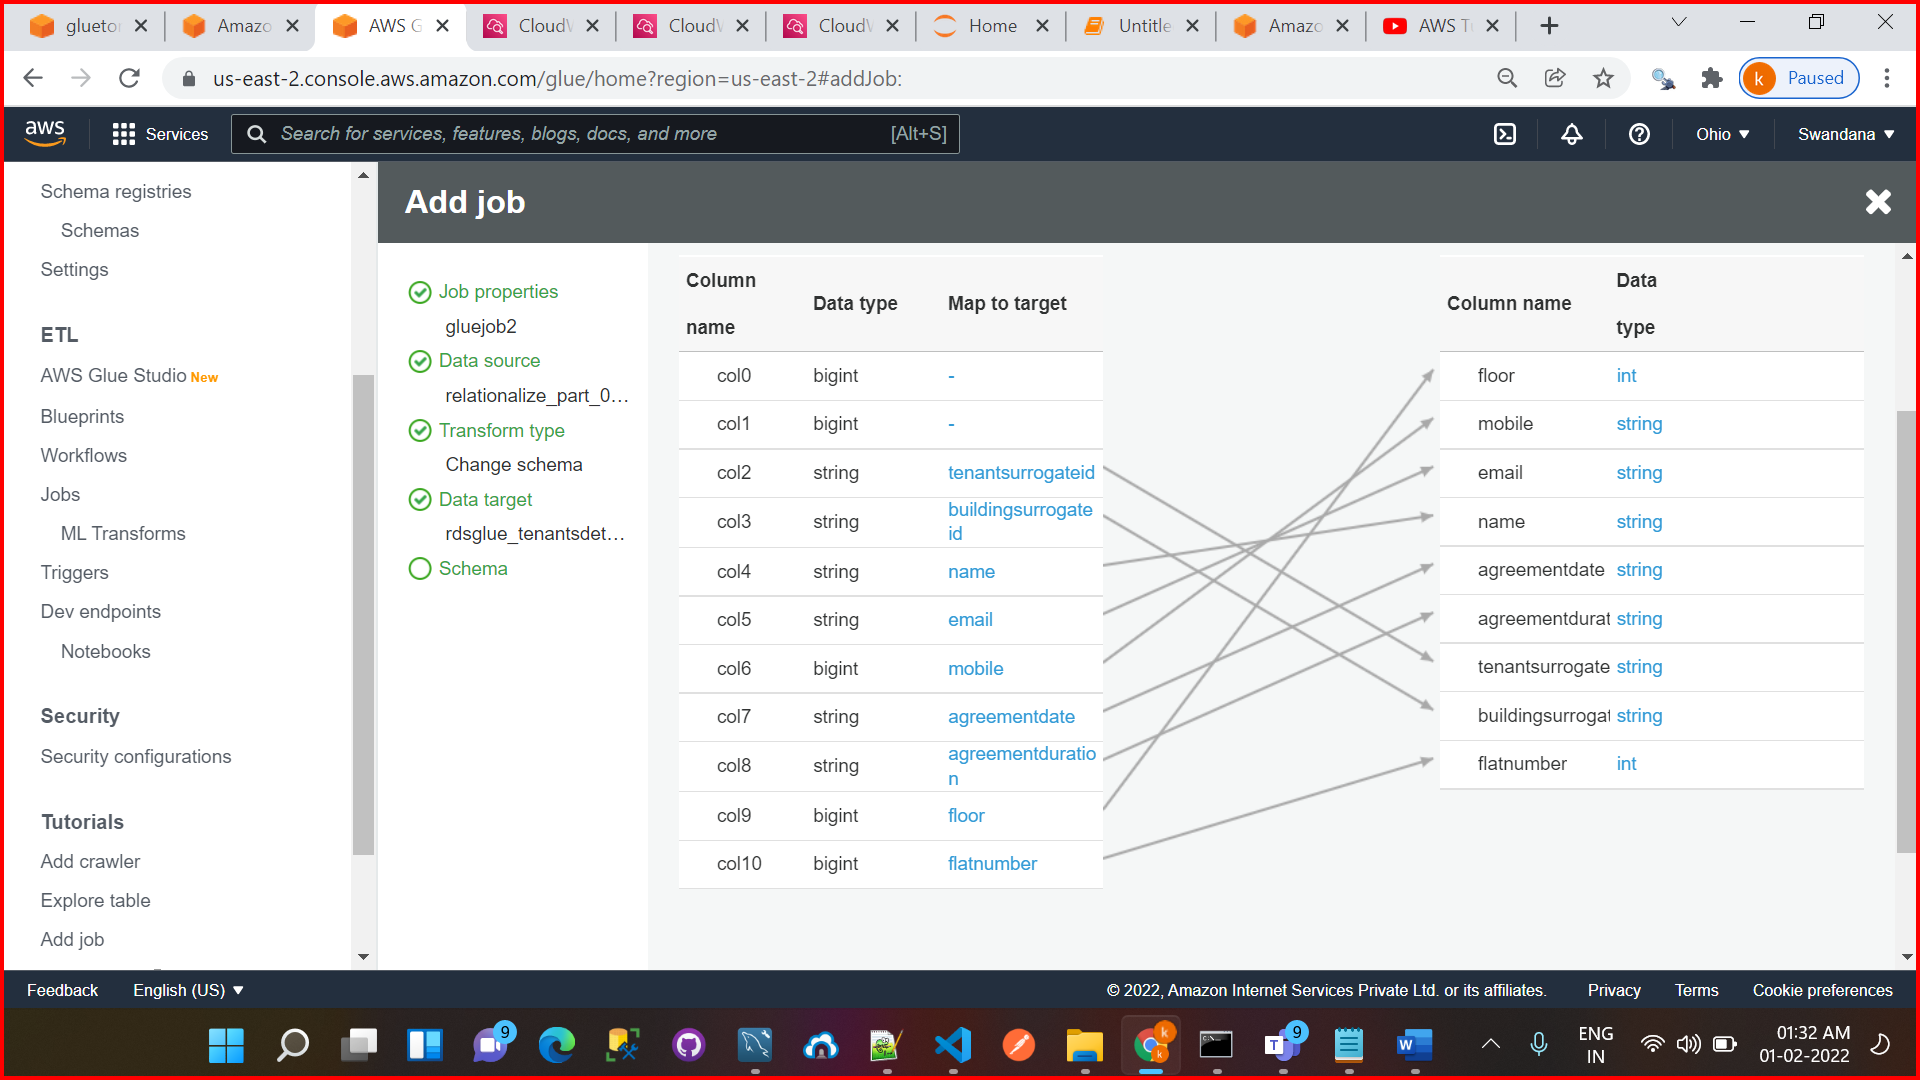 gluetor
Amazo
AWS G
CloudW
CloudW
CloudW
Home
Untitle
Amazo
AWS Tu
us-east-2.console.aws.amazon.com/glue/home?region=us-east-2#addJob:
k
Paused
aws
Services
Search for services, features, blogs, docs, and more
[Alt+S]
Ohio
Swandana
Schema registries
Schemas
Settings
ETL
AWS Glue Studio New
Blueprints
Workflows
Jobs
ML Transforms
Triggers
Dev endpoints
Notebooks
Security
Security configurations
Tutorials
Add crawler
Explore table
Add job
Add job
Job properties
gluejob2
Data source
relationalize_part_0...
Transform type
Change schema
Data target
rdsglue_tenantsdet...
Schema
Column name Data type Map to target
col0 bigint -
col1 bigint -
col2 string tenantsurrogateid
col3 string buildingsurrogate
id
col4 string name
col5 string email
col6 bigint mobile
col7 string agreementdate
col8 string agreementduratio
n
col9 bigint floor
col10 bigint flatnumber
Column name Data type
floor int
mobile string
email string
name string
agreementdate string
agreementdurat string
tenantsurrogate string
buildingsurrogat string
flatnumber int
Feedback
English (US)
© 2022, Amazon Internet Services Private Ltd. or its affiliates.
Privacy
Terms
Cookie preferences
9
k
k
9
ENG
IN
01:32 AM
01-02-2022